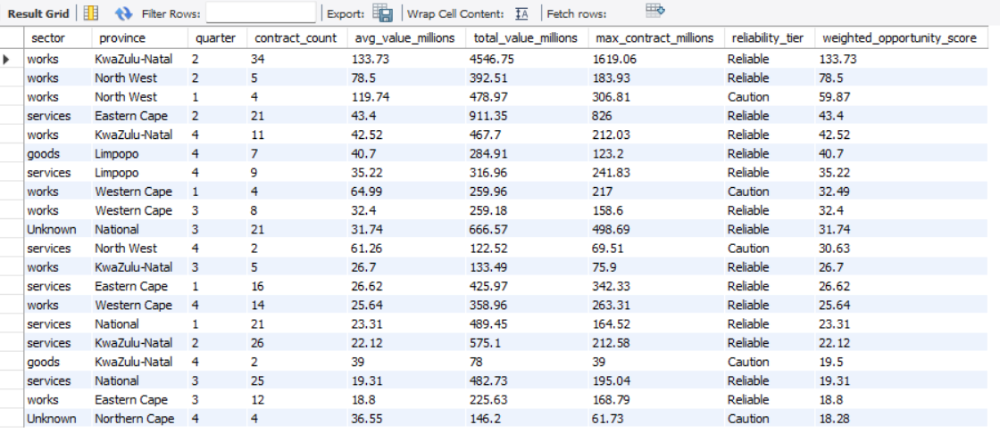 Result Grid Filter Rows: Export: Wrap Cell Content: Fetch rows:
sector province quarter contract_count avg_value_millions total_value_millions max_contract_millions reliability_tier weighted_opportunity_score
works KwaZulu-Natal 2 34 133.73 4546.75 1619.06 Reliable 133.73
works North West 2 5 78.5 392.51 183.93 Reliable 78.5
works North West 1 4 119.74 478.97 306.81 Caution 59.87
services Eastern Cape 2 21 43.4 911.35 826 Reliable 43.4
works KwaZulu-Natal 4 11 42.52 467.7 212.03 Reliable 42.52
goods Limpopo 4 7 40.7 284.91 123.2 Reliable 40.7
services Limpopo 4 9 35.22 316.96 241.83 Reliable 35.22
works Western Cape 1 4 64.99 259.96 217 Caution 32.49
works Western Cape 3 8 32.4 259.18 158.6 Reliable 32.4
Unknown National 3 21 31.74 666.57 498.69 Reliable 31.74
services North West 4 2 61.26 122.52 69.51 Caution 30.63
works KwaZulu-Natal 3 5 26.7 133.49 75.9 Reliable 26.7
services Eastern Cape 1 16 26.62 425.97 342.33 Reliable 26.62
works Western Cape 4 14 25.64 358.96 263.31 Reliable 25.64
services National 1 21 23.31 489.45 164.52 Reliable 23.31
services KwaZulu-Natal 2 26 22.12 575.1 212.58 Reliable 22.12
goods KwaZulu-Natal 4 2 39 78 39 Caution 19.5
services National 3 25 19.31 482.73 195.04 Reliable 19.31
works Eastern Cape 3 12 18.8 225.63 168.79 Reliable 18.8
Unknown Northern Cape 4 4 36.55 146.2 61.73 Caution 18.28